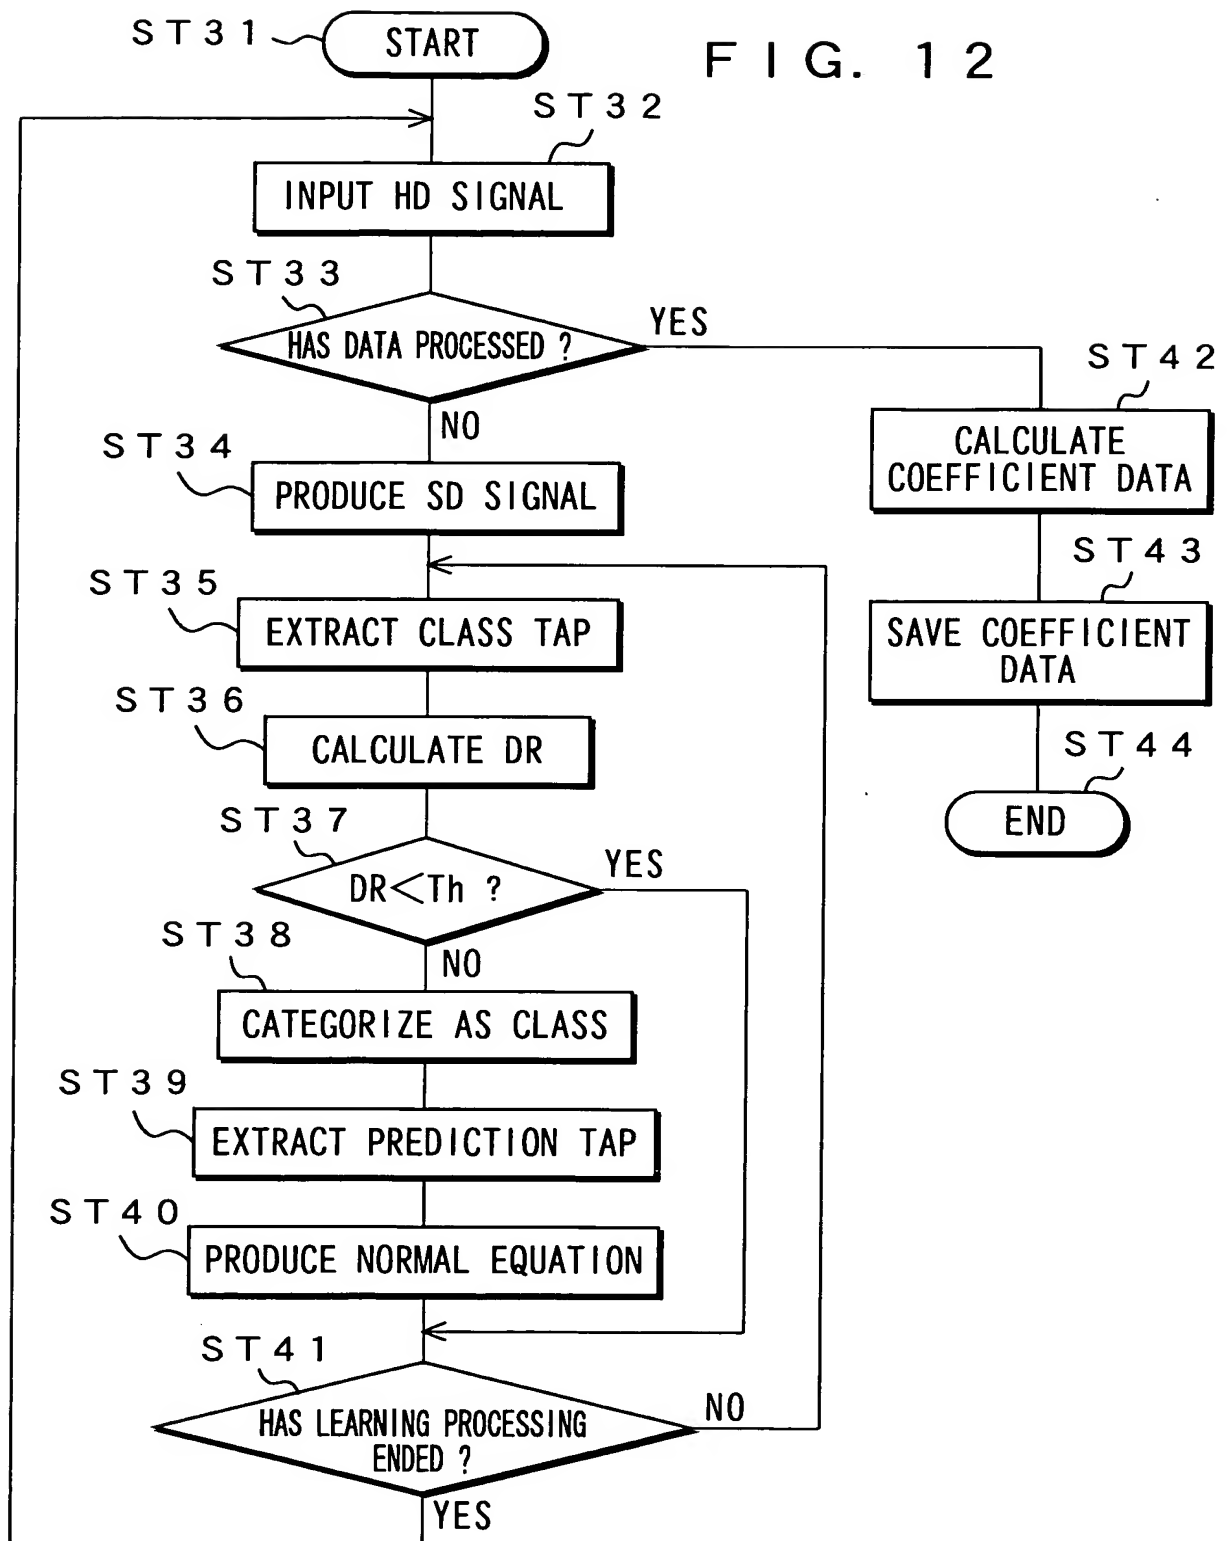 FIG. 12
ST31
START
ST32
INPUT HD SIGNAL
ST33
HAS DATA PROCESSED ?
YES
NO
ST34
PRODUCE SD SIGNAL
ST35
EXTRACT CLASS TAP
ST36
CALCULATE DR
ST37
DR<Th ?
YES
NO
ST38
CATEGORIZE AS CLASS
ST39
EXTRACT PREDICTION TAP
ST40
PRODUCE NORMAL EQUATION
ST41
HAS LEARNING PROCESSING
ENDED ?
NO
YES
ST42
CALCULATE
COEFFICIENT DATA
ST43
SAVE COEFFICIENT
DATA
ST44
END